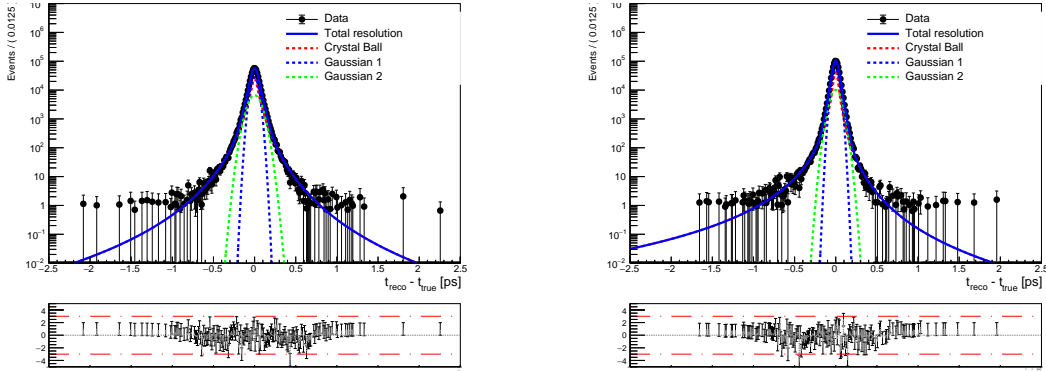 Events / ( 0.0125
Data
Total resolution
Crystal Ball
Gaussian 1
Gaussian 2
10⁵
10⁴
10³
10²
10
1
10⁻¹
10⁻²
−2.5 −2 −1.5 −1 −0.5 0 0.5 1 1.5 2 2.5
t_reco - t_true [ps]
4
2
0
−2
−4
Events / ( 0.0125
Data
Total resolution
Crystal Ball
Gaussian 1
Gaussian 2
10⁶
10⁵
10⁴
10³
10²
10
1
10⁻¹
10⁻²
−2.5 −2 −1.5 −1 −0.5 0 0.5 1 1.5 2 2.5
t_reco - t_true [ps]
4
2
0
−2
−4